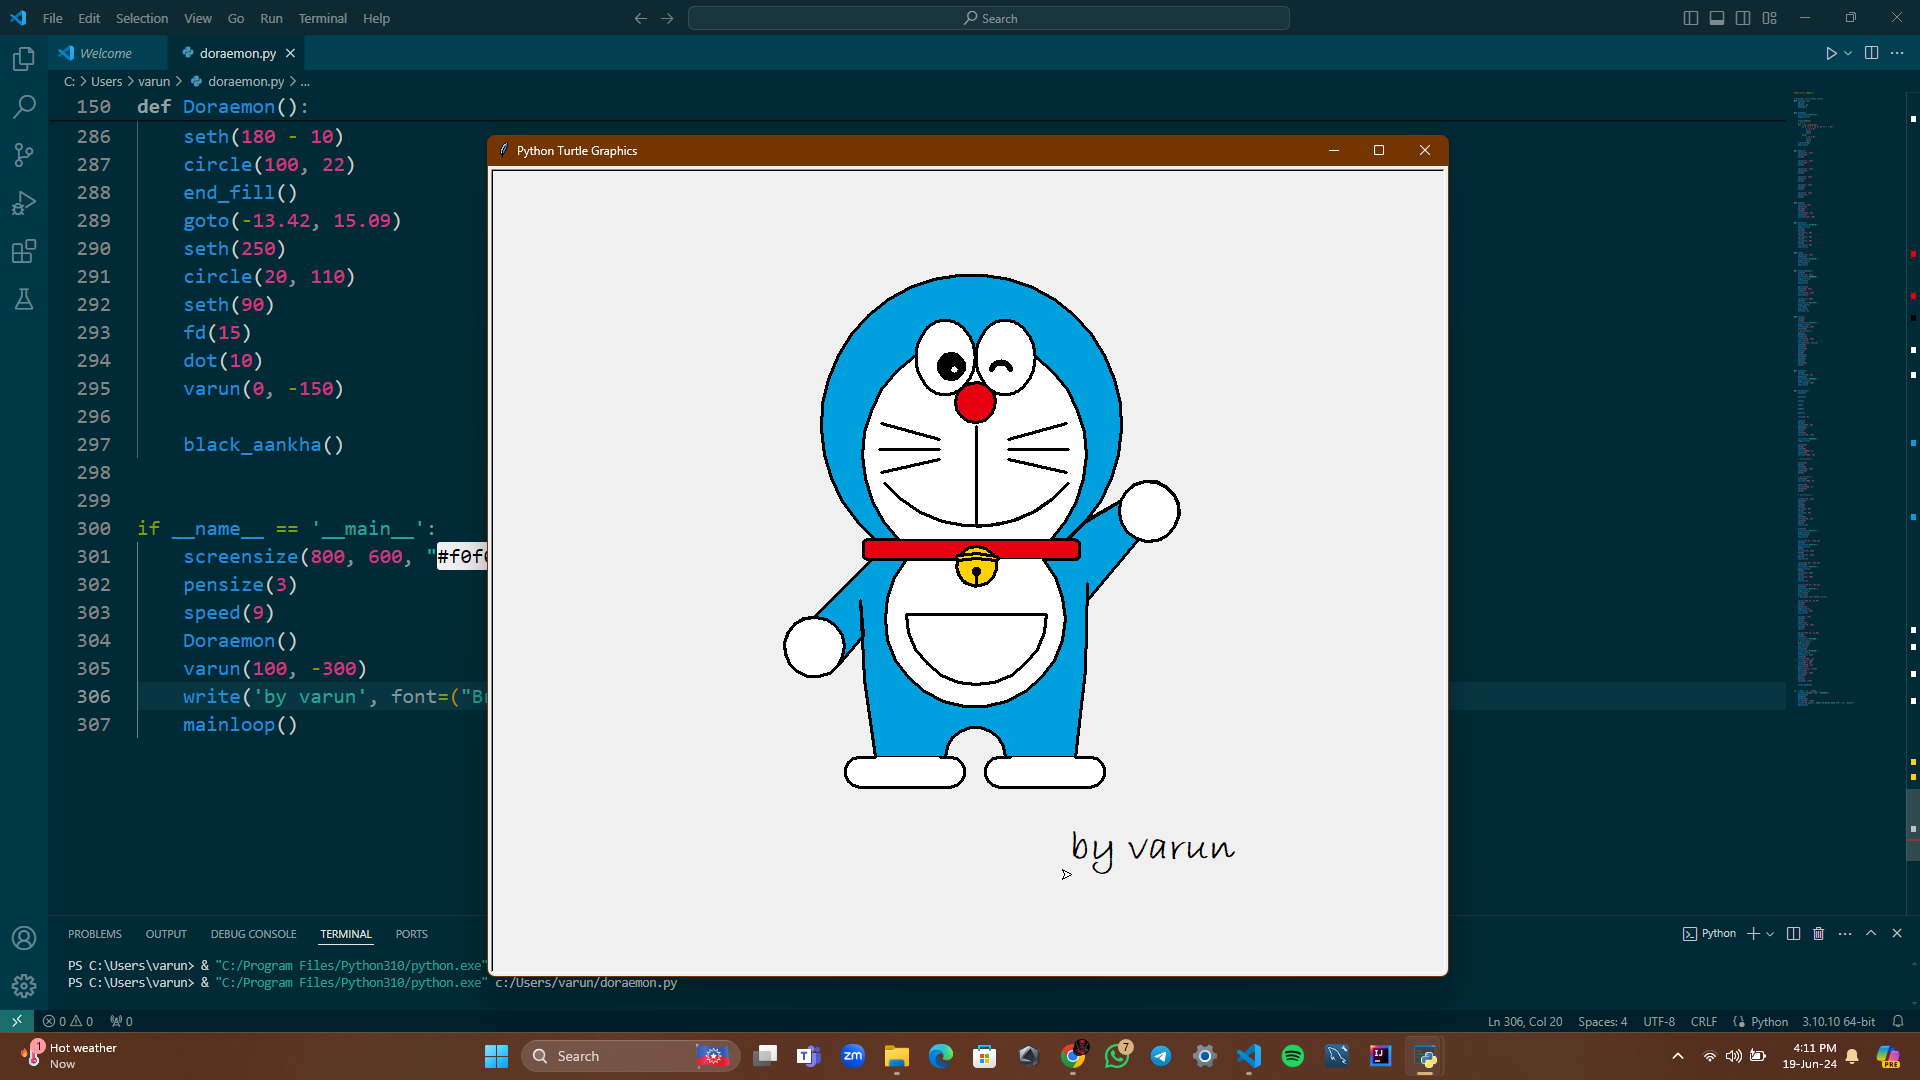 File Edit Selection View Go Run Terminal Help
Search
Welcome
doraemon.py
C: > Users > varun > doraemon.py > ...
150 def Doraemon():
286 seth(180 - 10)
287 circle(100, 22)
288 end_fill()
289 goto(-13.42, 15.09)
290 seth(250)
291 circle(20, 110)
292 seth(90)
293 fd(15)
294 dot(10)
295 varun(0, -150)
296
297 black_aankha()
298
299
300 if __name__ == '__main__':
301 screensize(800, 600, "#f0f
302 pensize(3)
303 speed(9)
304 Doraemon()
305 varun(100, -300)
306 write('by varun', font=("B
307 mainloop()
Python Turtle Graphics
by varun
PROBLEMS OUTPUT DEBUG CONSOLE TERMINAL PORTS
Python
PS C:\Users\varun> & "C:/Program Files/Python310/python.exe"
PS C:\Users\varun> & "C:/Program Files/Python310/python.exe" c:/Users/varun/doraemon.py
0 0 0
Ln 306, Col 20 Spaces: 4 UTF-8 CRLF Python 3.10.10 64-bit
1
Hot weather
Now
Search
zm
7
4:11 PM
19-Jun-24
PRE